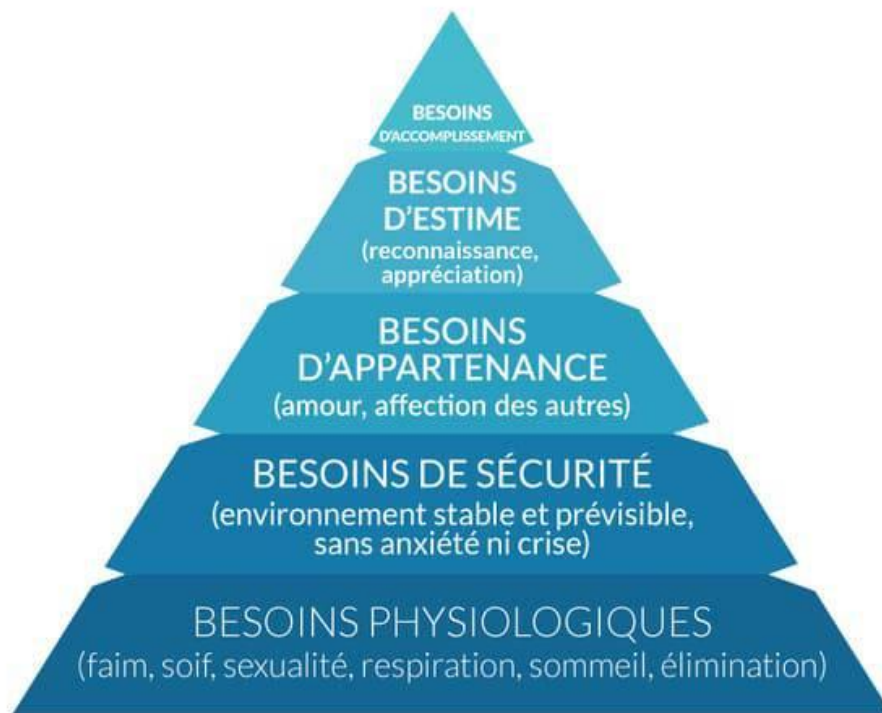 BESOINS
D'ACCOMPLISSEMENT
BESOINS
D'ESTIME
(reconnaissance,
appréciation)
BESOINS
D'APPARTENANCE
(amour, affection des autres)
BESOINS DE SÉCURITÉ
(environnement stable et prévisible,
sans anxiété ni crise)
BESOINS PHYSIOLOGIQUES
(faim, soif, sexualité, respiration, sommeil, élimination)